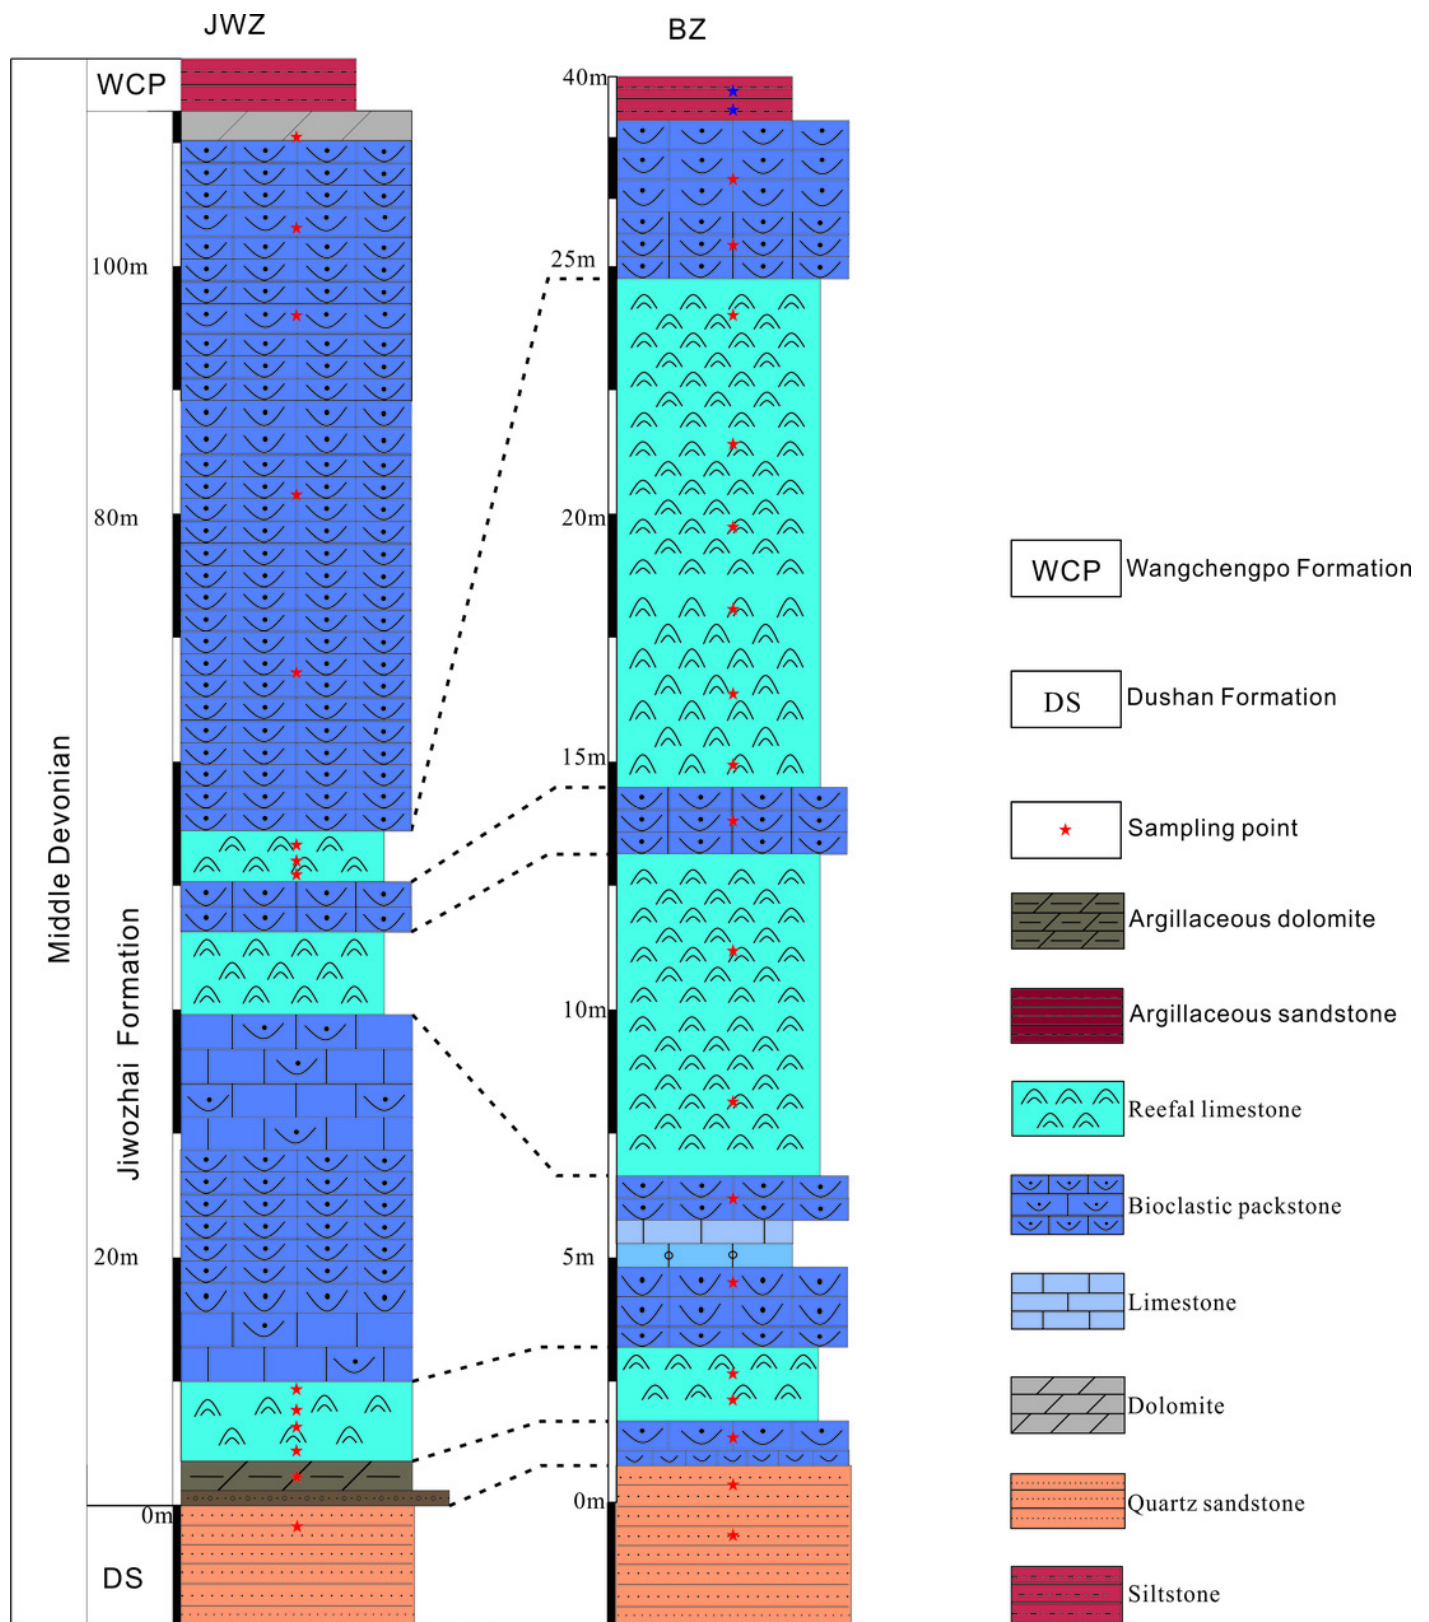 JWZ
BZ
WCP
40m
100m
25m
80m
20m
15m
10m
20m
5m
0m
0m
DS
Middle Devonian
Jiwozhai Formation
WCP
Wangchengpo Formation
DS
Dushan Formation
Sampling point
Argillaceous dolomite
Argillaceous sandstone
Reefal limestone
Bioclastic packstone
Limestone
Dolomite
Quartz sandstone
Siltstone